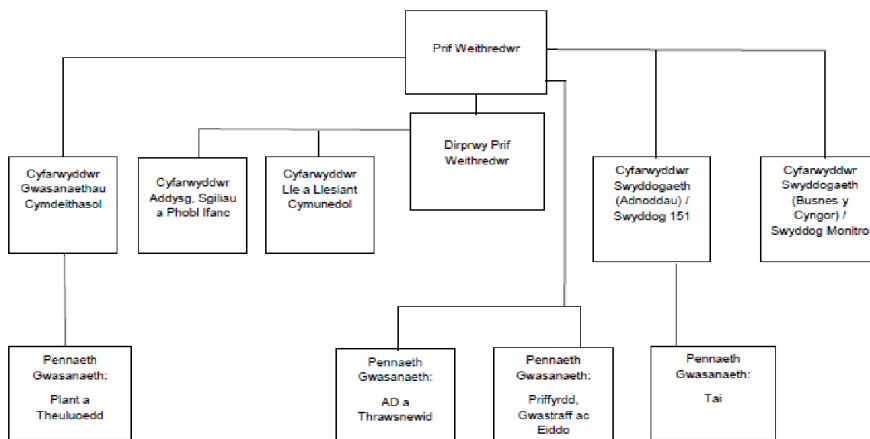 Prif Weithredwr
Dirprwy Prif
Weithredwr
Cyfarwyddwr
Gwasanaethau
Cymdeithasol
Cyfarwyddwr
Addysg, Sgiliau
a Phobl Ifanc
Cyfarwyddwr
Lle a Llesiant
Cymunedol
Cyfarwyddwr
Swyddogaeth
(Adnoddau) /
Swyddog 151
Cyfarwyddwr
Swyddogaeth
(Busnes y
Cyngor) /
Swyddog Monitro
Pennaeth
Gwasanaeth:
Plant a
Theuluoedd
Pennaeth
Gwasanaeth:
AD a
Thrawsnewid
Pennaeth
Gwasanaeth:
Priffyrdd,
Gwastraff ac
Eiddo
Pennaeth
Gwasanaeth:
Tai